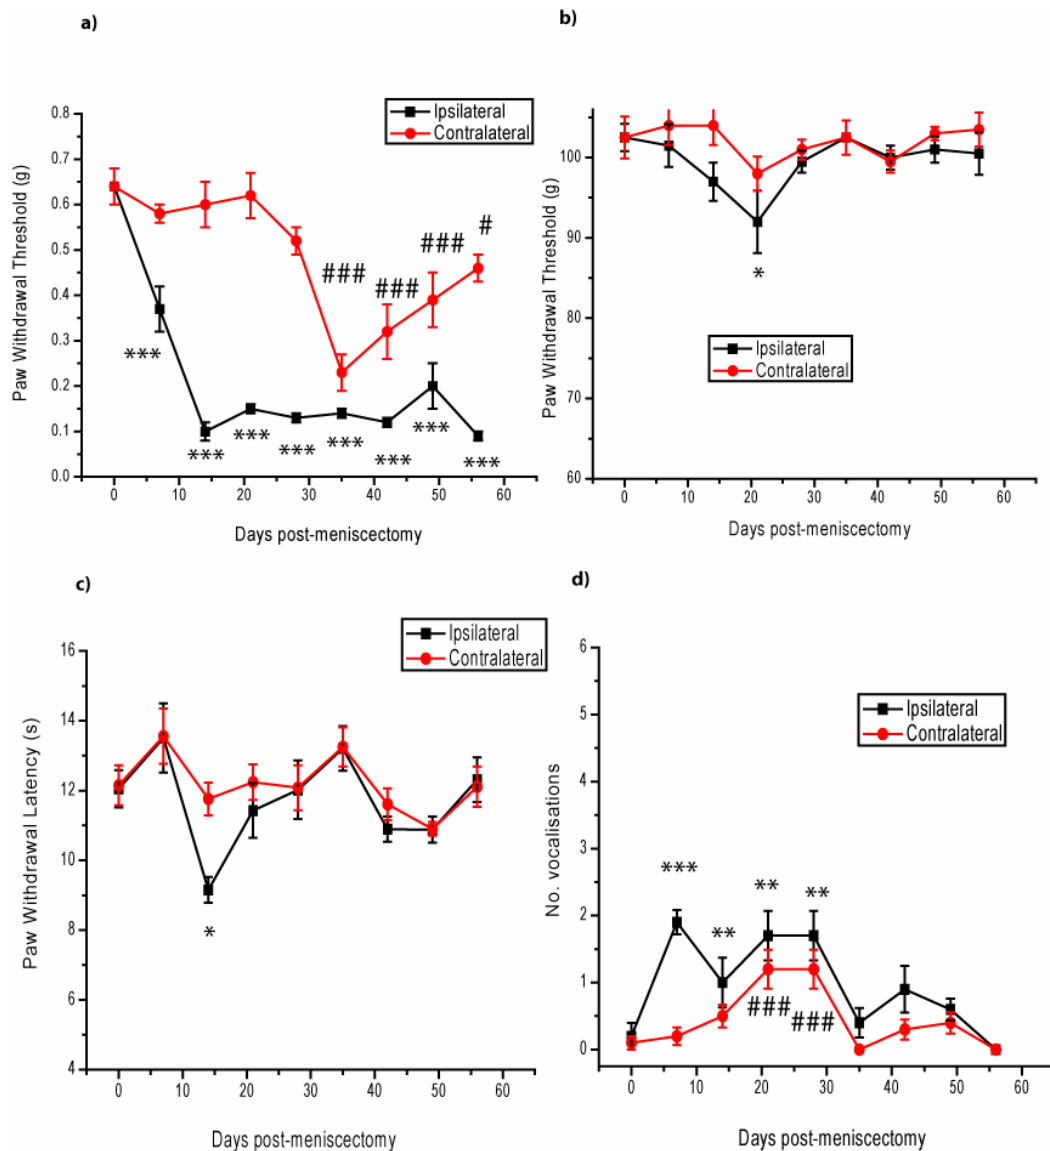 a)
Ipsilateral
Contralateral
Paw Withdrawal Threshold (g)
0.8
0.7
0.6
0.5
0.4
0.3
0.2
0.1
0.0
***
***
***
***
***
***
***
***
###
###
###
#
0 10 20 30 40 50 60
Days post-meniscectomy
b)
Paw Withdrawal Threshold (g)
100
90
80
70
60
*
Ipsilateral
Contralateral
0 10 20 30 40 50 60
Days post-meniscectomy
c)
Ipsilateral
Contralateral
Paw Withdrawal Latency (s)
16
14
12
10
8
6
4
*
0 10 20 30 40 50 60
Days post-meniscectomy
d)
Ipsilateral
Contralateral
No. vocalisations
6
5
4
3
2
1
0
***
**
**
**
###
###
0 10 20 30 40 50 60
Days post-meniscectomy